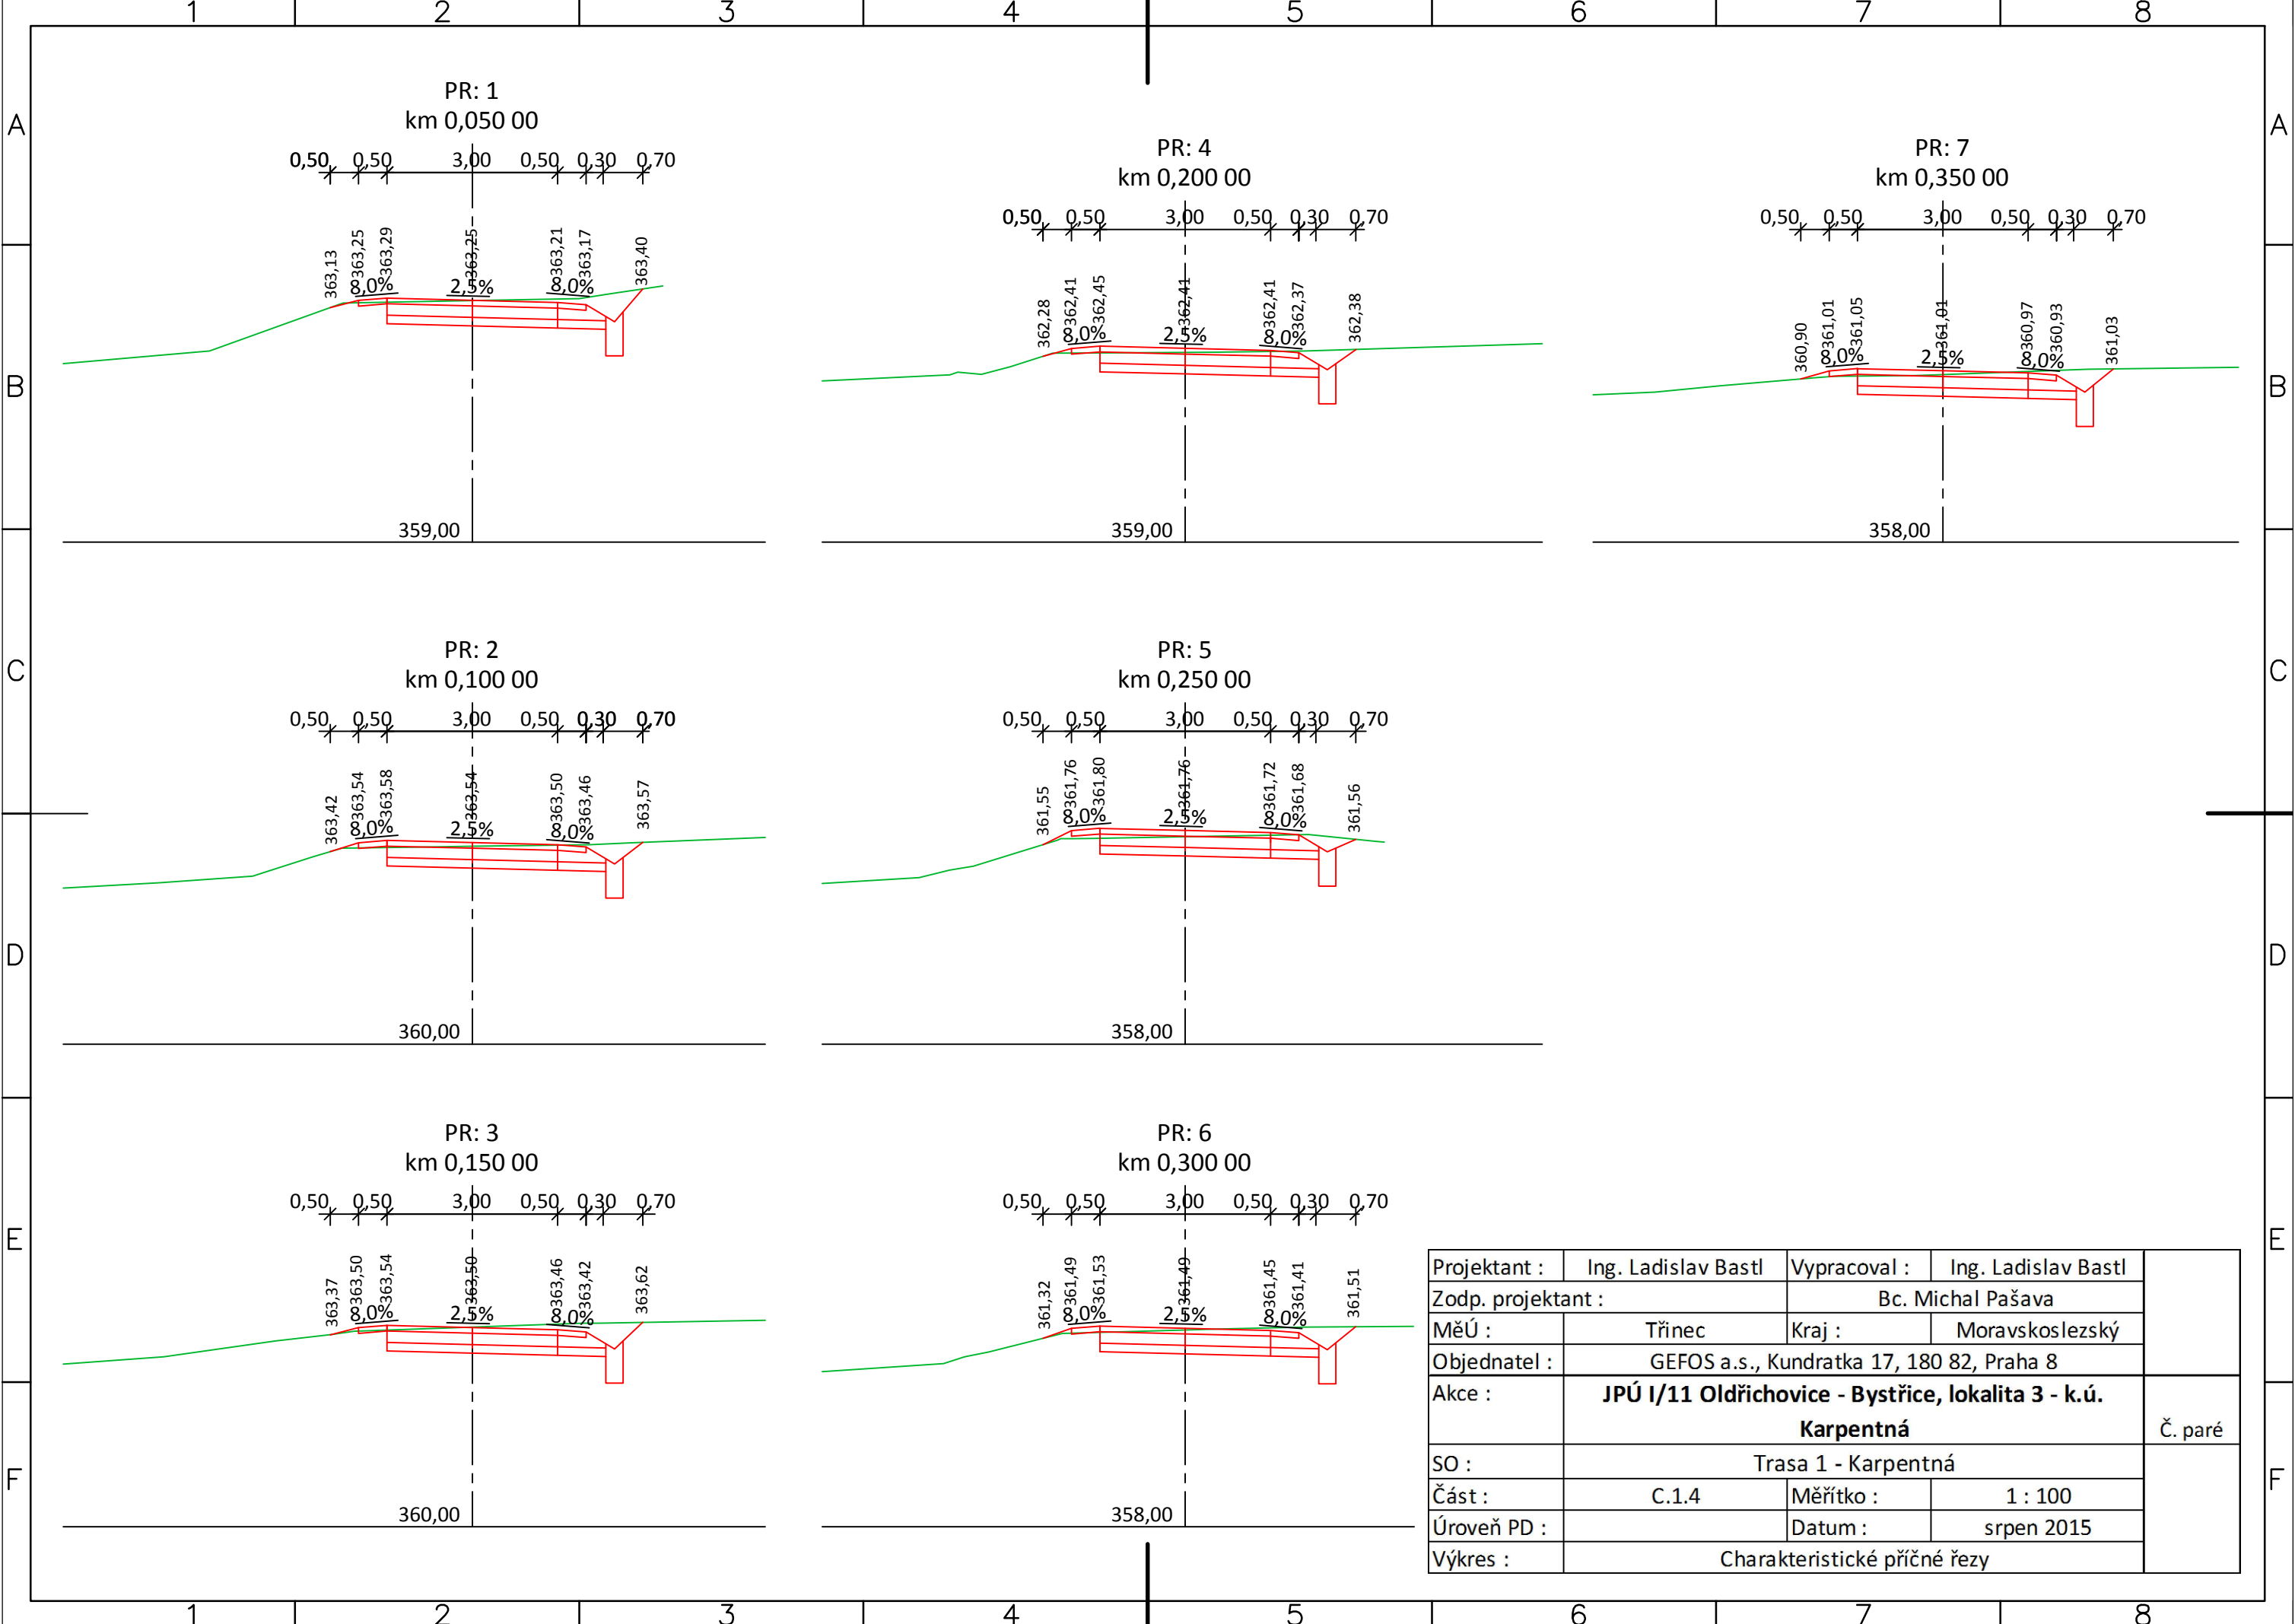 1 2 3 4 5 6 7 8
A A
B B
C C
D D
E E
F F
PR: 1
km 0,050 00
0,50 0,50 3,00 0,50 0,30 0,70
363,13 363,25 363,29 363,25 363,21 363,17 363,40
8,0% 2,5% 8,0%
359,00
PR: 4
km 0,200 00
0,50 0,50 3,00 0,50 0,30 0,70
362,28 362,41 362,45 362,41 362,41 362,37 362,38
8,0% 2,5% 8,0%
359,00
PR: 7
km 0,350 00
0,50 0,50 3,00 0,50 0,30 0,70
360,90 361,01 361,05 361,01 360,97 360,93 361,03
8,0% 2,5% 8,0%
358,00
PR: 2
km 0,100 00
0,50 0,50 3,00 0,50 0,30 0,70
363,42 363,54 363,58 363,54 363,50 363,46 363,57
8,0% 2,5% 8,0%
360,00
PR: 5
km 0,250 00
0,50 0,50 3,00 0,50 0,30 0,70
361,55 361,76 361,80 361,76 361,72 361,68 361,56
8,0% 2,5% 8,0%
358,00
PR: 3
km 0,150 00
0,50 0,50 3,00 0,50 0,30 0,70
363,37 363,50 363,54 363,50 363,46 363,42 363,62
8,0% 2,5% 8,0%
360,00
PR: 6
km 0,300 00
0,50 0,50 3,00 0,50 0,30 0,70
361,32 361,49 361,53 361,49 361,45 361,41 361,51
8,0% 2,5% 8,0%
358,00
Projektant : Ing. Ladislav Bastl Vypracoval : Ing. Ladislav Bastl
Zodp. projektant : Bc. Michal Pašava
MěÚ : Třinec Kraj : Moravskoslezský
Objednatel : GEFOS a.s., Kundratka 17, 180 82, Praha 8
Akce : JPÚ I/11 Oldřichovice - Bystřice, lokalita 3 - k.ú.
Karpentná
Č. paré
SO : Trasa 1 - Karpentná
Část : C.1.4 Měřítko : 1 : 100
Úroveň PD : Datum : srpen 2015
Výkres : Charakteristické příčné řezy
1 2 3 4 5 6 7 8